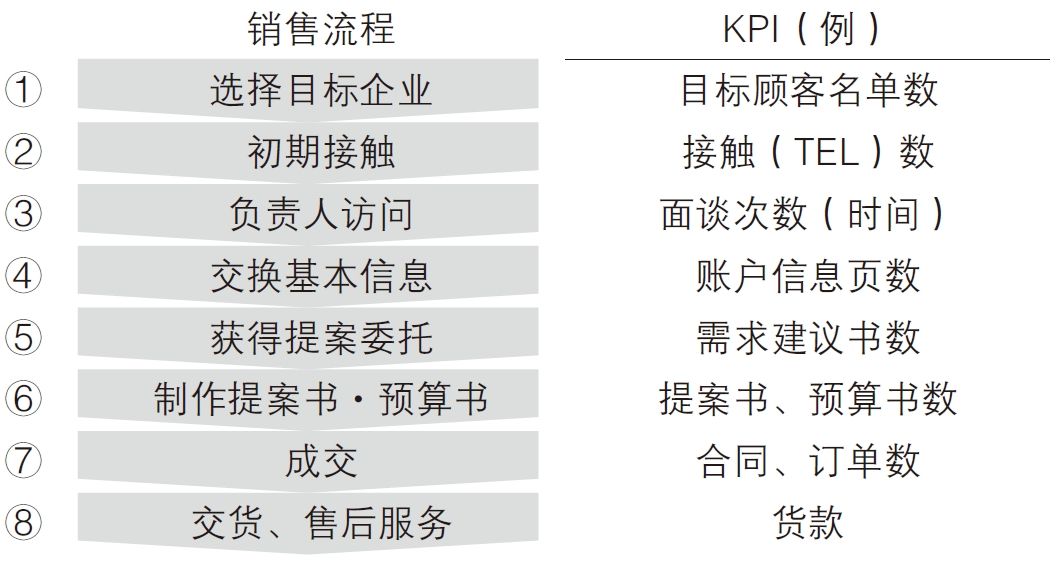 销售流程 KPI（例）
① 选择目标企业 目标顾客名单数
② 初期接触 接触（TEL）数
③ 负责人访问 面谈次数（时间）
④ 交换基本信息 账户信息页数
⑤ 获得提案委托 需求建议书数
⑥ 制作提案书·预算书 提案书、预算书数
⑦ 成交 合同、订单数
⑧ 交货、售后服务 货款